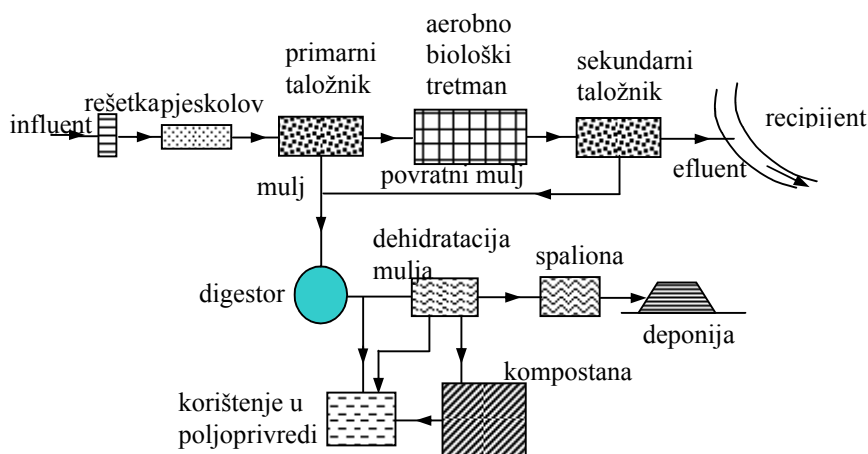 primarni
taložnik
aerobno
biološki
tretman
sekundarni
taložnik
influent
rešetka
pjeskolov
recipijent
efluent
mulj
povratni mulj
digestor
dehidratacija
mulja
spaliona
deponija
korištenje u
poljoprivredi
kompostana